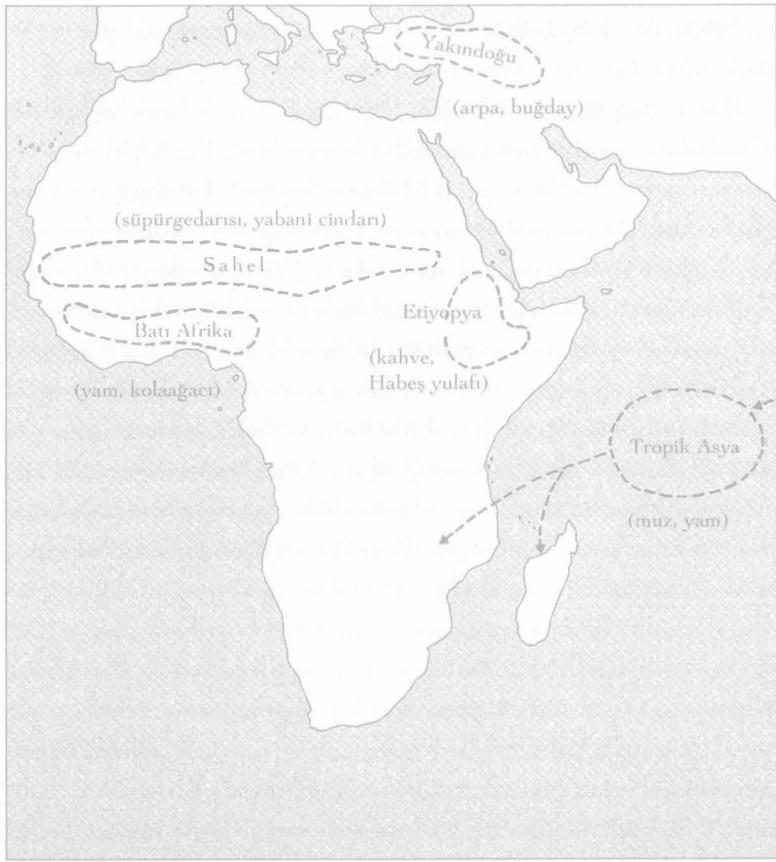 Yakındoğu
(arpa, buğday)
(süpürgedarısı, yabani cindarı)
Sahel
Etiyopya
Batı Afrika
(kahve,
Habeş yulafı)
(yam, kolaağacı)
Tropik Asya
(muz, yam)